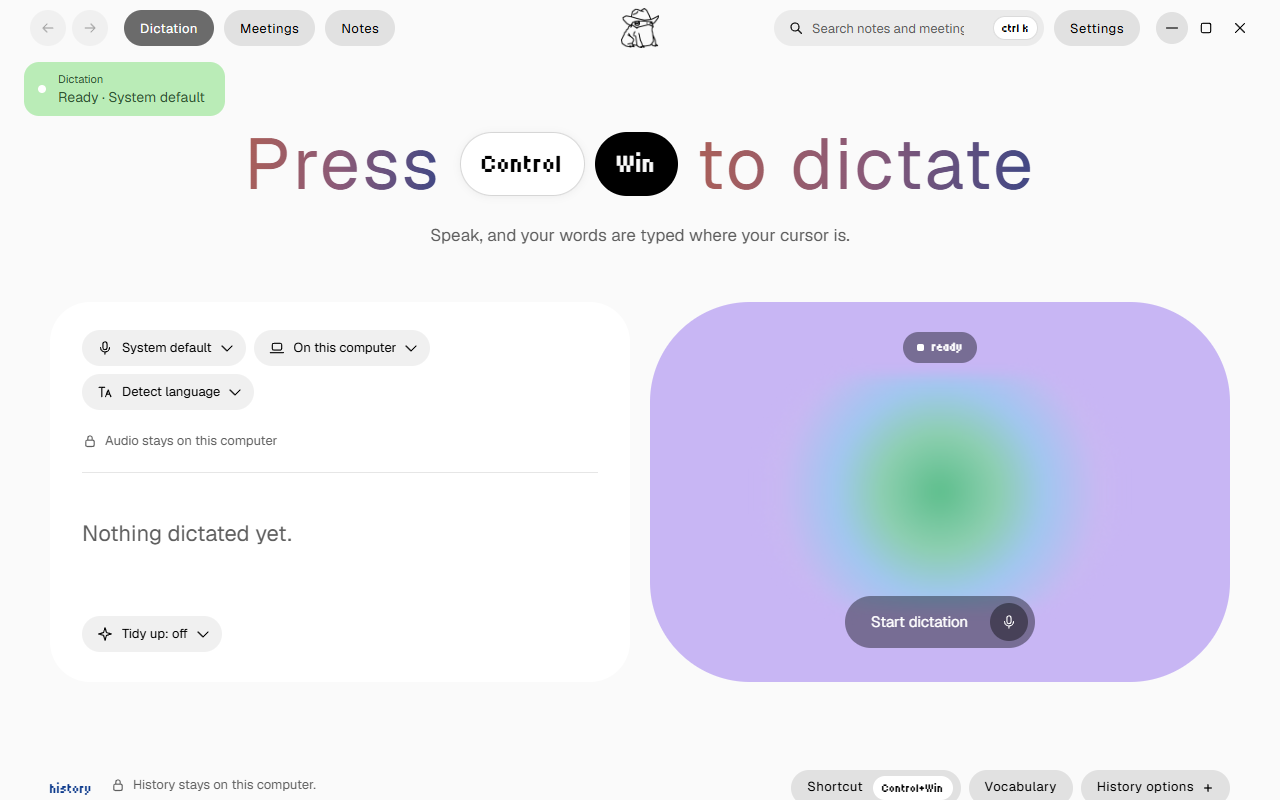 Dictation
Meetings
Notes
Search notes and meeting
ctrl k
Settings
Dictation
Ready · System default
Press Control Win to dictate
Speak, and your words are typed where your cursor is.
System default
On this computer
Detect language
Audio stays on this computer
Nothing dictated yet.
Tidy up: off
ready
Start dictation
history
History stays on this computer.
Shortcut Control+Win
Vocabulary
History options +